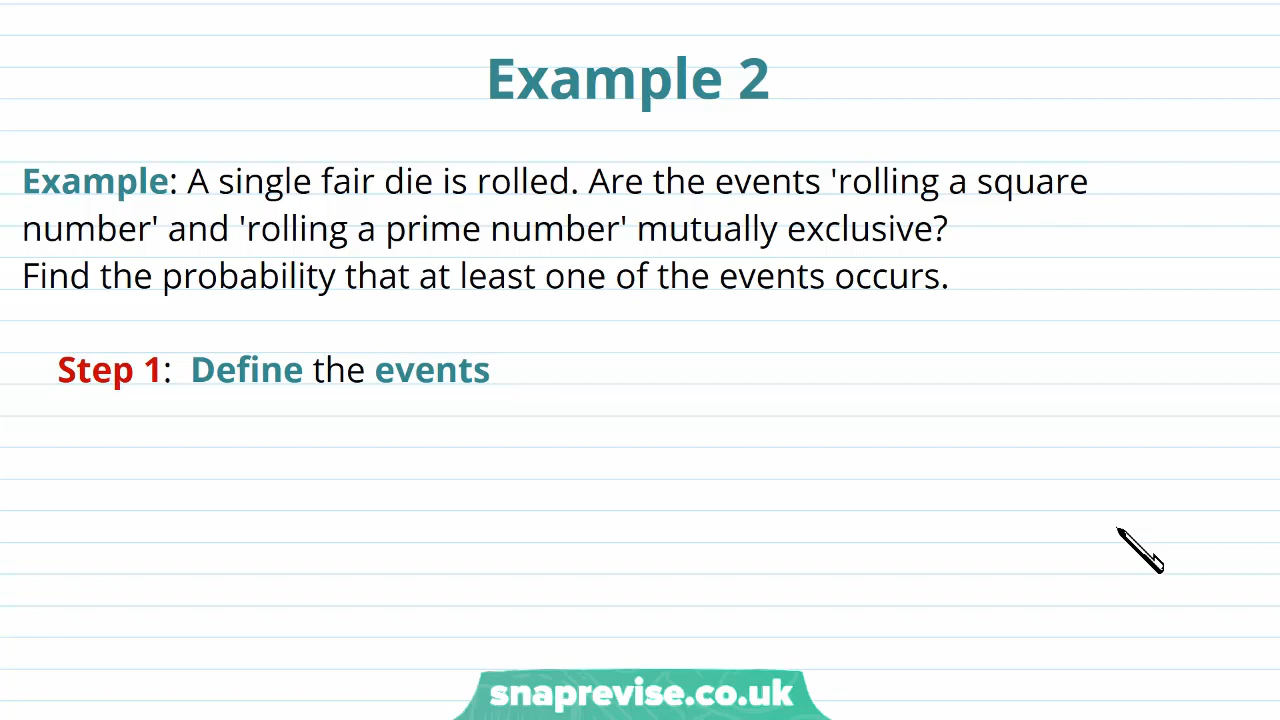 Example 2
Example: A single fair die is rolled. Are the events 'rolling a square
number' and 'rolling a prime number' mutually exclusive?
Find the probability that at least one of the events occurs.
Step 1: Define the events
snaprevise.co.uk